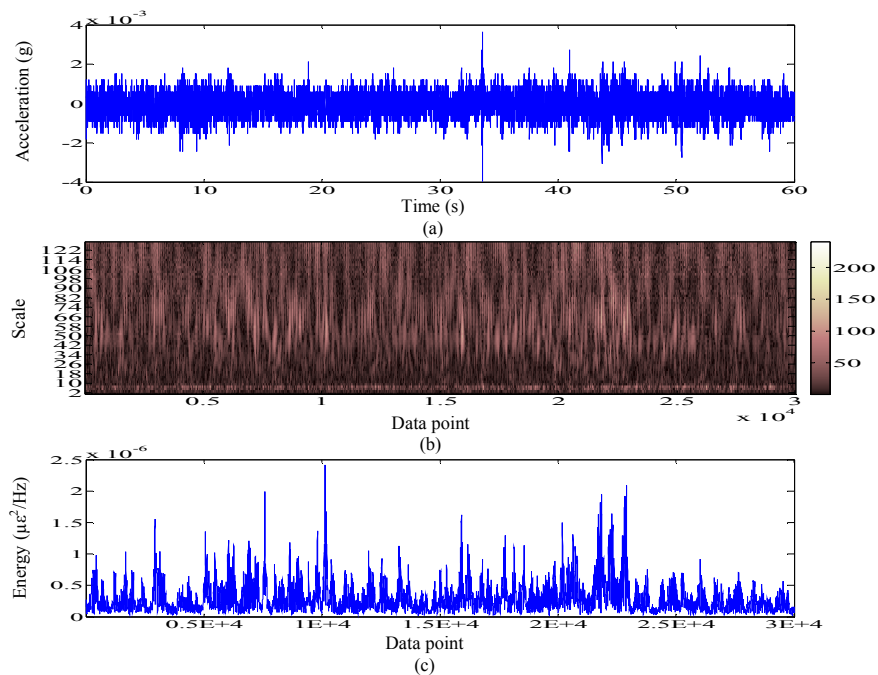 x 10⁻³
4
2
0
-2
-4
Acceleration (g)
0 10 20 30 40 50 60
Time (s)
(a)
122
114
106
98
90
82
74
66
58
50
42
34
26
18
10
2
Scale
200
150
100
50
0.5 1 1.5 2 2.5 3
x 10⁴
Data point
(b)
x 10⁻⁶
2.5
2
1.5
1
0.5
0
Energy (με²/Hz)
0.5E+4 1E+4 1.5E+4 2E+4 2.5E+4 3E+4
Data point
(c)